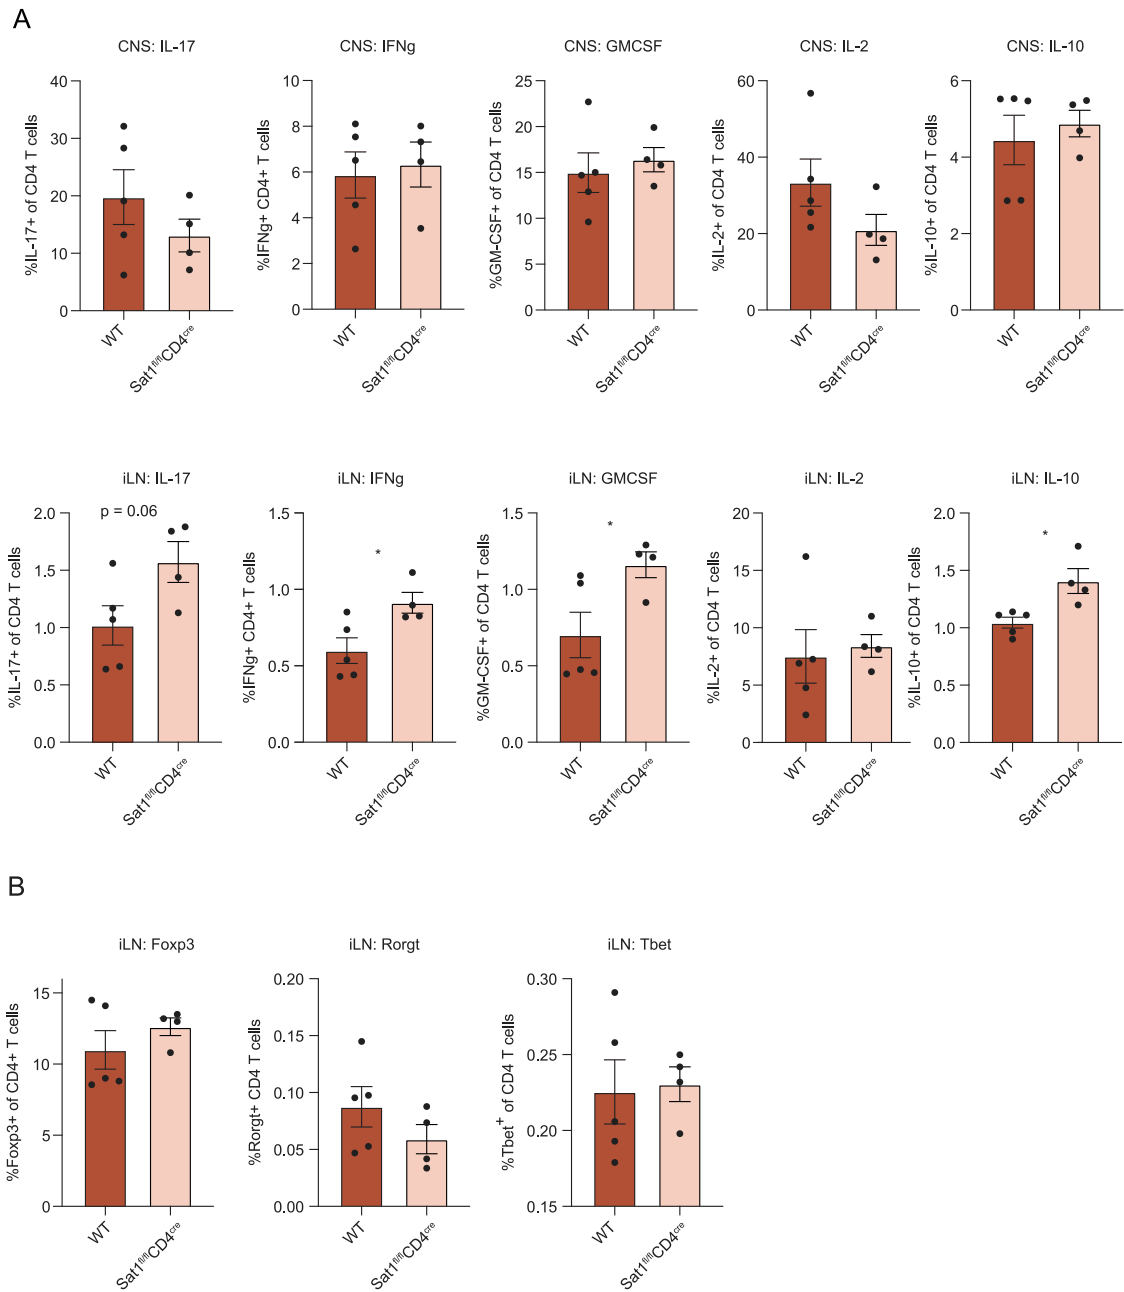 A
CNS: IL-17
CNS: IFNg
CNS: GMCSF
CNS: IL-2
CNS: IL-10
%IL-17+ of CD4 T cells
40
30
20
10
0
WT
Sat1fl/flCD4cre
%IFNg+ CD4+ T cells
10
8
6
4
2
0
WT
Sat1fl/flCD4cre
%GM-CSF+ of CD4 T cells
25
20
15
10
5
0
WT
Sat1fl/flCD4cre
%IL-2+ of CD4 T cells
60
40
20
0
WT
Sat1fl/flCD4cre
%IL-10+ of CD4 T cells
6
4
2
0
WT
Sat1fl/flCD4cre
iLN: IL-17
iLN: IFNg
iLN: GMCSF
iLN: IL-2
iLN: IL-10
%IL-17+ of CD4 T cells
2.0
1.5
1.0
0.5
0.0
p = 0.06
WT
Sat1fl/flCD4cre
%IFNg+ CD4+ T cells
1.5
1.0
0.5
0.0
*
WT
Sat1fl/flCD4cre
%GM-CSF+ of CD4 T cells
1.5
1.0
0.5
0.0
*
WT
Sat1fl/flCD4cre
%IL-2+ of CD4 T cells
20
15
10
5
0
WT
Sat1fl/flCD4cre
%IL-10+ of CD4 T cells
2.0
1.5
1.0
0.5
0.0
*
WT
Sat1fl/flCD4cre
B
iLN: Foxp3
iLN: Rorgt
iLN: Tbet
%Foxp3+ of CD4+ T cells
15
10
5
0
WT
Sat1fl/flCD4cre
%Rorgt+ CD4 T cells
0.20
0.15
0.10
0.05
0.00
WT
Sat1fl/flCD4cre
%Tbet+ of CD4 T cells
0.30
0.25
0.20
0.15
WT
Sat1fl/flCD4cre